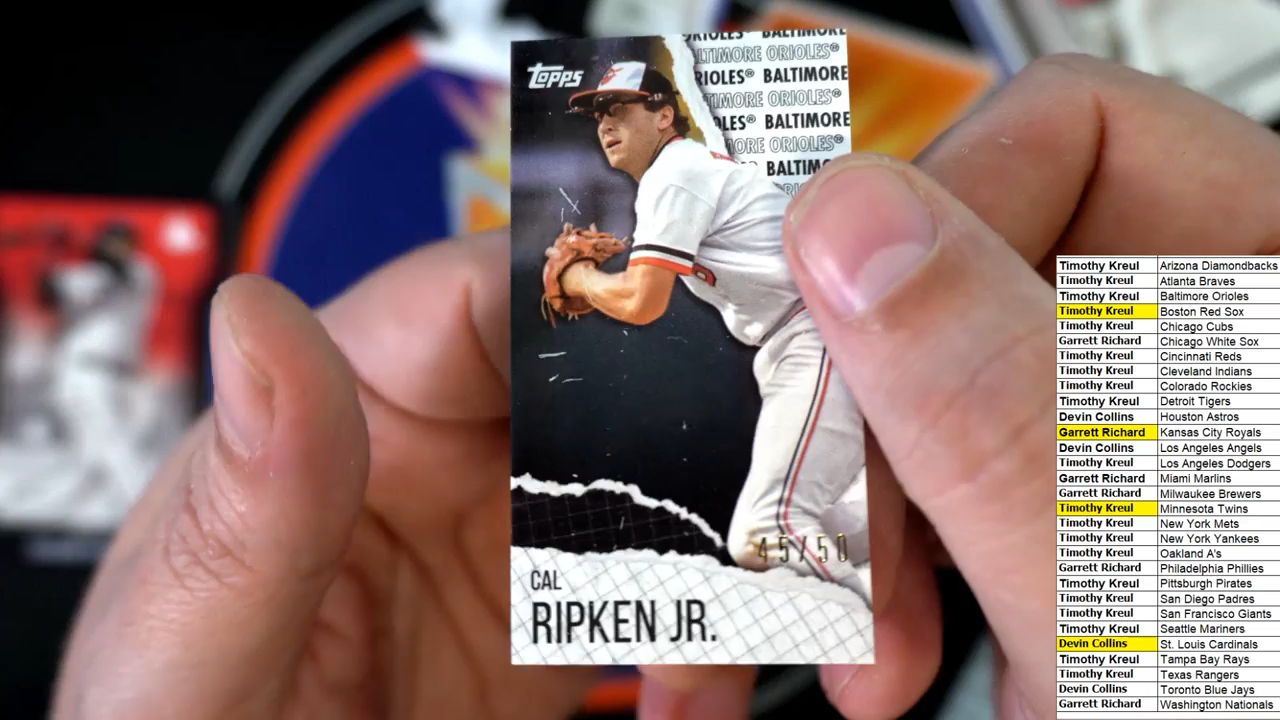 ORIOLES® BALTIMORE
ALTIMORE ORIOLES®
RIOLES® BALTIMORE
TIMORE ORIOLES®
OLES® BALTIMORE
MORE ORIOLES®
BALTIMOR
Topps
45/50
CAL
RIPKEN JR.
Timothy Kreul Arizona Diamondbacks
Timothy Kreul Atlanta Braves
Timothy Kreul Baltimore Orioles
Timothy Kreul Boston Red Sox
Timothy Kreul Chicago Cubs
Garrett Richard Chicago White Sox
Timothy Kreul Cincinnati Reds
Timothy Kreul Cleveland Indians
Timothy Kreul Colorado Rockies
Timothy Kreul Detroit Tigers
Devin Collins Houston Astros
Garrett Richard Kansas City Royals
Devin Collins Los Angeles Angels
Timothy Kreul Los Angeles Dodgers
Garrett Richard Miami Marlins
Garrett Richard Milwaukee Brewers
Timothy Kreul Minnesota Twins
Timothy Kreul New York Mets
Timothy Kreul New York Yankees
Timothy Kreul Oakland A's
Garrett Richard Philadelphia Phillies
Timothy Kreul Pittsburgh Pirates
Timothy Kreul San Diego Padres
Timothy Kreul San Francisco Giants
Timothy Kreul Seattle Mariners
Devin Collins St. Louis Cardinals
Timothy Kreul Tampa Bay Rays
Timothy Kreul Texas Rangers
Devin Collins Toronto Blue Jays
Garrett Richard Washington Nationals